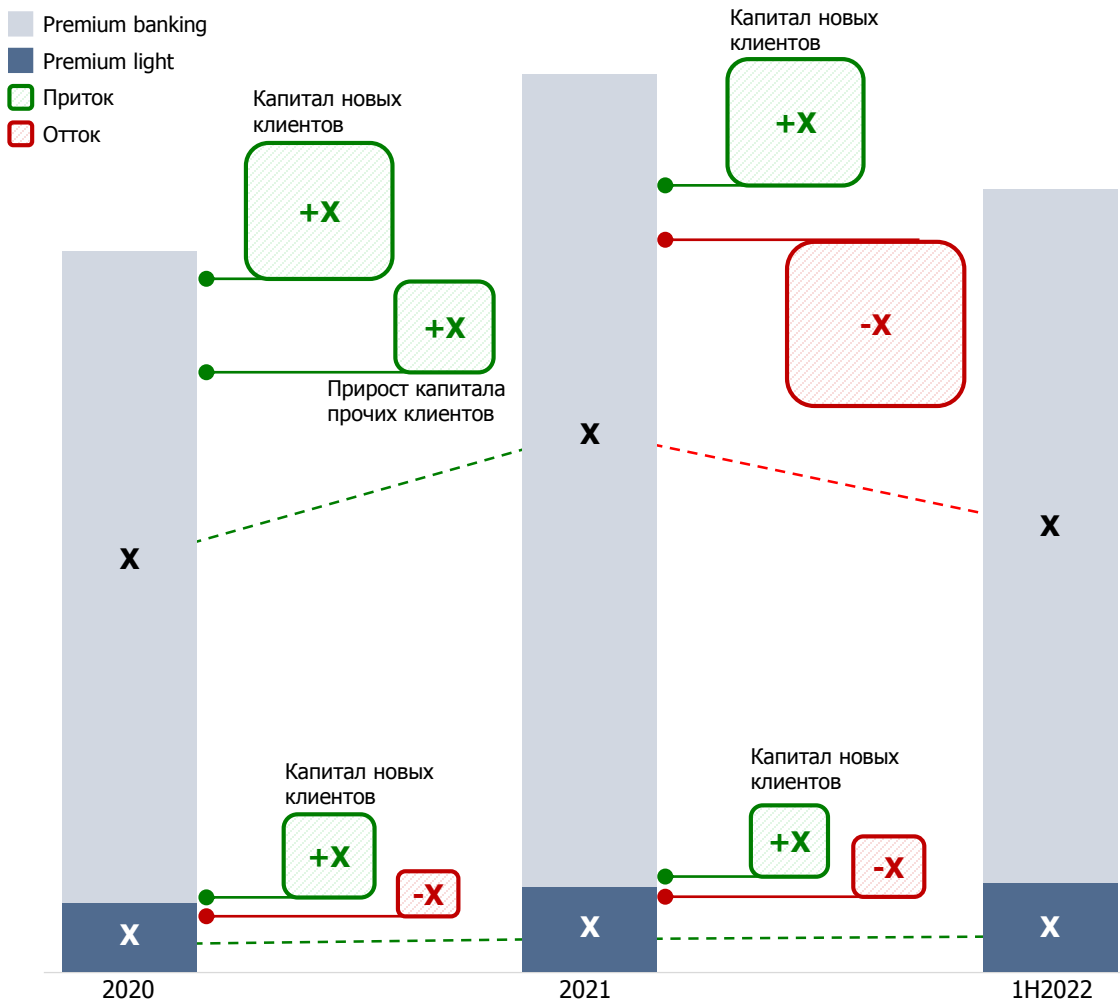 Premium banking
Premium light
Приток
Отток
Капитал новых
клиентов
+X
+X
Прирост капитала
прочих клиентов
Капитал новых
клиентов
+X
-X
X
X
X
Капитал новых
клиентов
+X
-X
Капитал новых
клиентов
+X
-X
X
X
X
2020
2021
1H2022